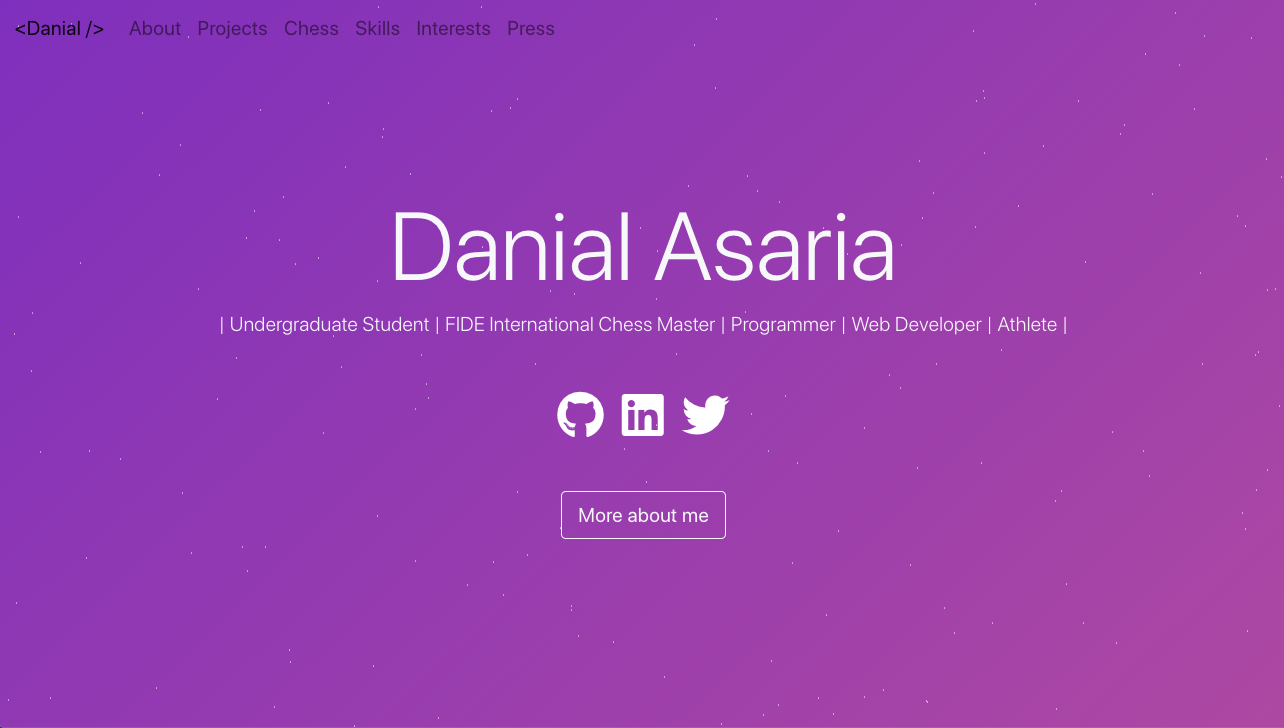 <Danial /> About Projects Chess Skills Interests Press
Danial Asaria
| Undergraduate Student | FIDE International Chess Master | Programmer | Web Developer | Athlete |
in
More about me